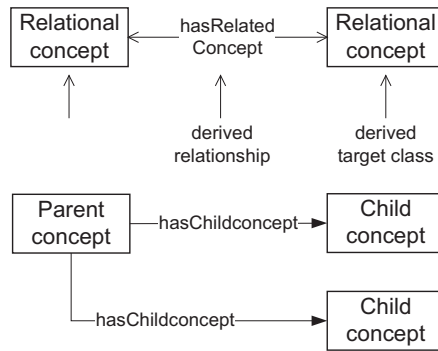 Relational
concept
hasRelated
Concept
Relational
concept
derived
relationship
derived
target class
Parent
concept
hasChildconcept
Child
concept
hasChildconcept
Child
concept